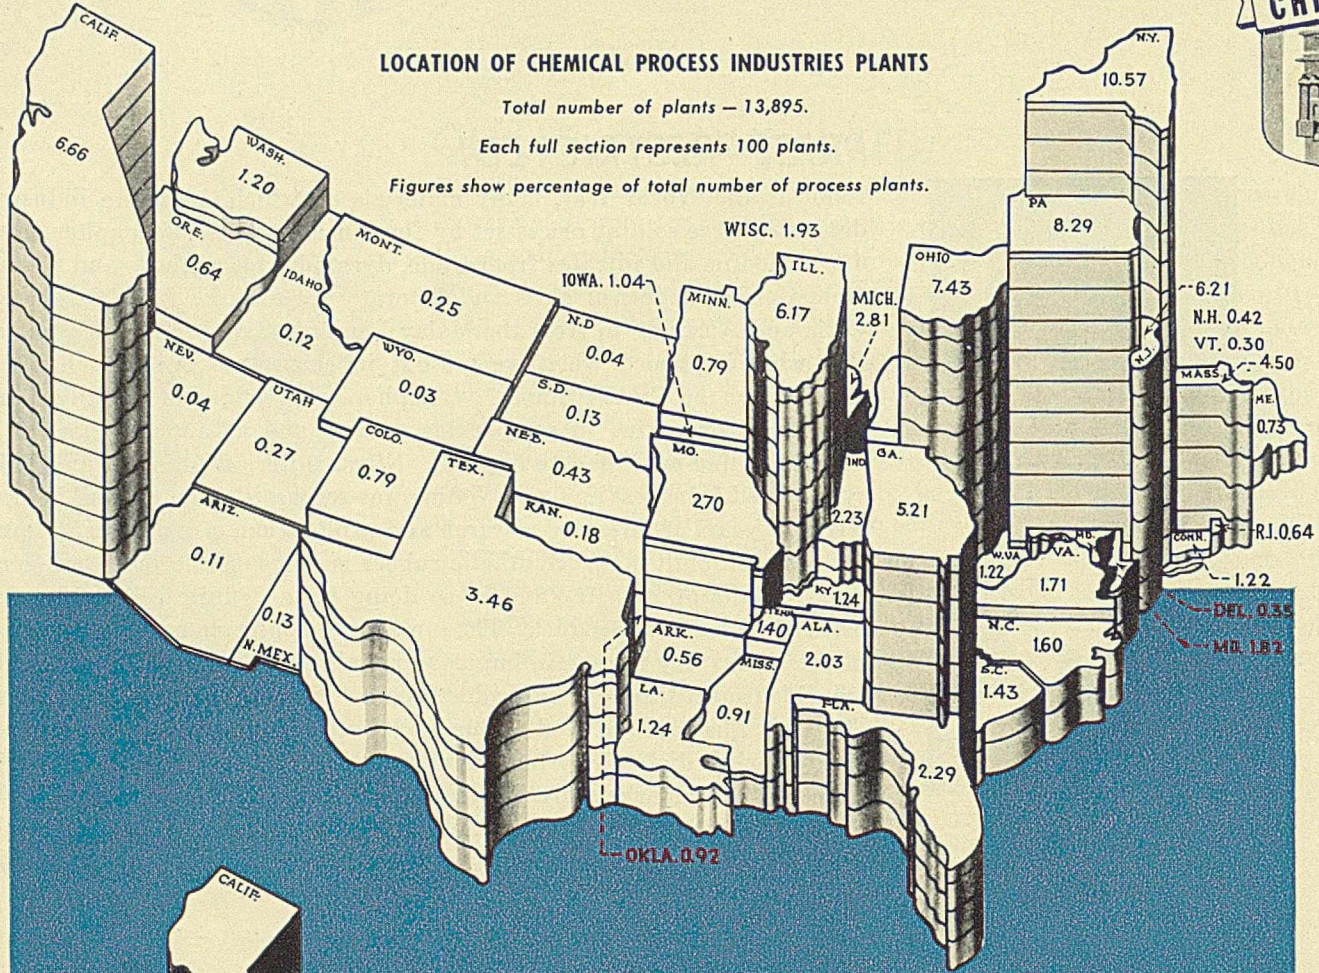 CH
LOCATION OF CHEMICAL PROCESS INDUSTRIES PLANTS
Total number of plants — 13,895.
Each full section represents 100 plants.
Figures show percentage of total number of process plants.
CALIF.
6.66
WASH.
1.20
ORE.
0.64
IDAHO
0.12
MONT.
0.25
WYO.
0.03
NEV.
0.04
UTAH
0.27
COLO.
0.79
ARIZ.
0.11
0.13
N.MEX.
N.D
0.04
S.D.
0.13
NEB.
0.43
KAN.
0.18
TEX.
3.46
IOWA. 1.04
MINN.
0.79
WISC. 1.93
ILL.
6.17
MICH.
2.81
OHIO
7.43
MO.
2.70
IND
2.23
GA.
5.21
KY
1.24
TENN
1.40
ARK.
0.56
LA.
1.24
MISS.
0.91
ALA.
2.03
FLA.
2.29
OKLA. 0.92
N.Y.
10.57
PA
8.29
N.J.
6.21
N.H. 0.42
VT. 0.30
4.50
MASS
ME.
0.73
R.I. 0.64
CONN.
1.22
W.VA
1.22
MD.
VA.
1.71
N.C.
1.60
S.C.
1.43
DEL. 0.35
MD. 1.82
CALIF.